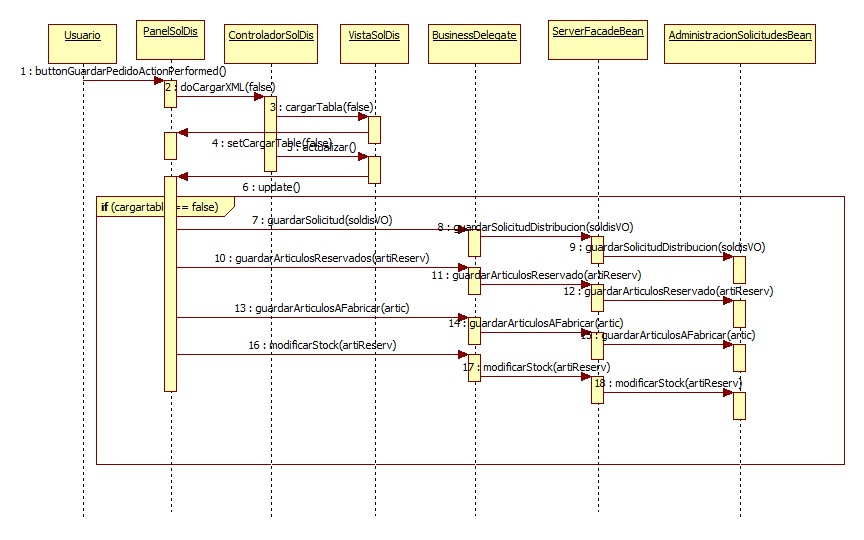 Usuario
PanelSolDis
ControladorSolDis
VistaSolDis
BusinessDelegate
ServerFacadeBean
AdministracionSolicitudesBean
1 : buttonGuardarPedidoActionPerformed()
2 : doCargarXML(false)
3 : cargarTabla(false)
4 : setCargarTable(false)
5 : actualizar()
6 : update()
if (cargartabl == false)
7 : guardarSolicitud(soldisVO)
8 : guardarSolicitudDistribucion(soldisVO)
9 : guardarSolicitudDistribucion(soldisVO)
10 : guardarArticulosReservados(artiReserv)
11 : guardarArticulosReservado(artiReserv)
12 : guardarArticulosReservado(artiReserv)
13 : guardarArticulosAFabricar(artic)
14 : guardarArticulosAFabricar(artic)
15 : guardarArticulosAFabricar(artic)
16 : modificarStock(artiReserv)
17 : modificarStock(artiReserv)
18 : modificarStock(artiReserv)